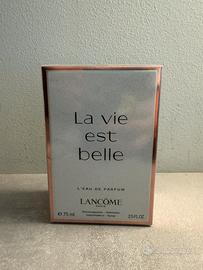 La vie
est
belle
L'EAU DE PARFUM
LANCÔME
PARIS
e 75 ml
2.5 FL.OZ.